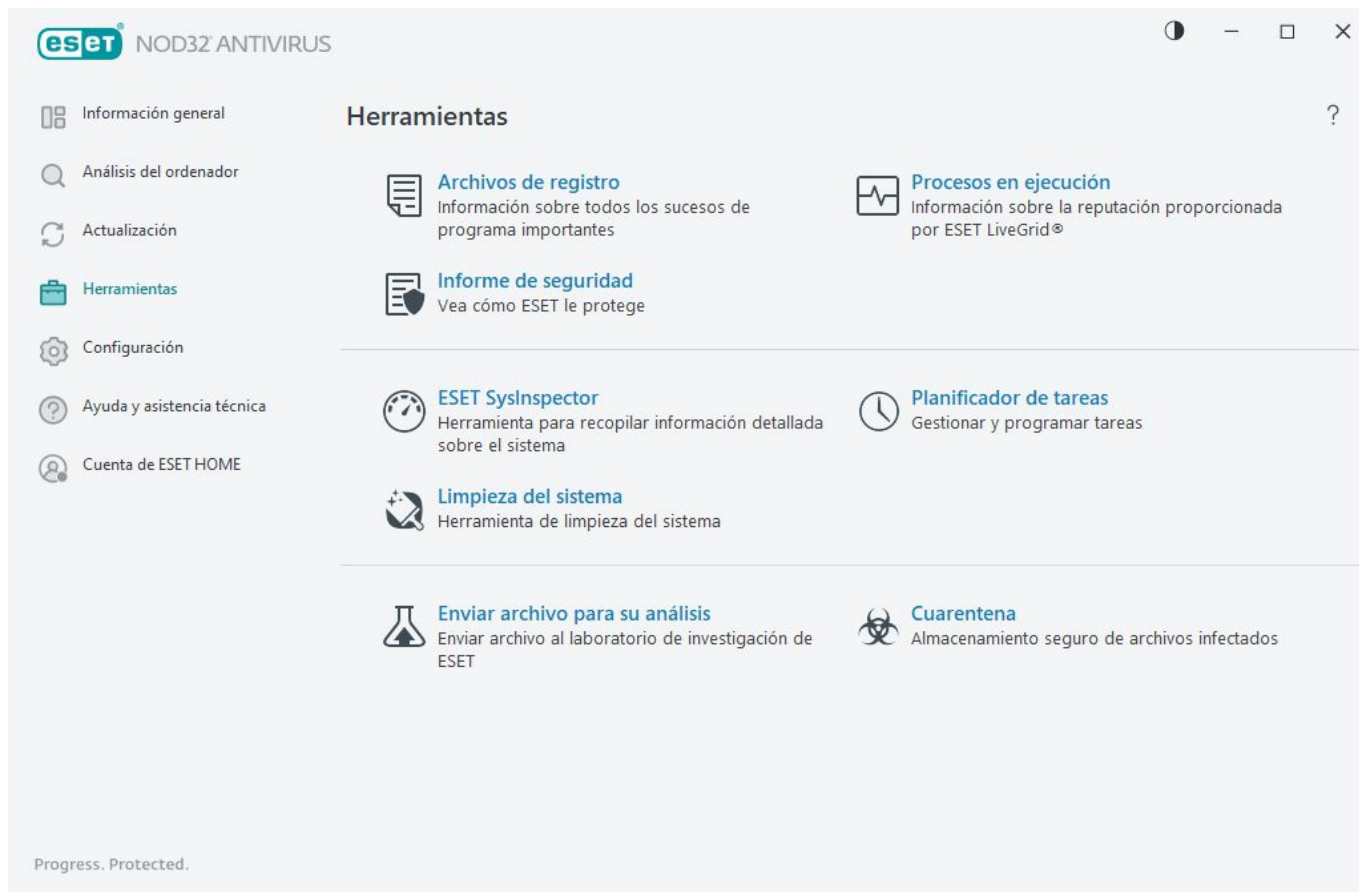 eseT® NOD32® ANTIVIRUS
Información general
Análisis del ordenador
Actualización
Herramientas
Configuración
Ayuda y asistencia técnica
Cuenta de ESET HOME
Herramientas
?
Archivos de registro
Información sobre todos los sucesos de
programa importantes
Procesos en ejecución
Información sobre la reputación proporcionada
por ESET LiveGrid®
Informe de seguridad
Vea cómo ESET le protege
ESET SysInspector
Herramienta para recopilar información detallada
sobre el sistema
Planificador de tareas
Gestionar y programar tareas
Limpieza del sistema
Herramienta de limpieza del sistema
Enviar archivo para su análisis
Enviar archivo al laboratorio de investigación de
ESET
Cuarentena
Almacenamiento seguro de archivos infectados
Progress. Protected.